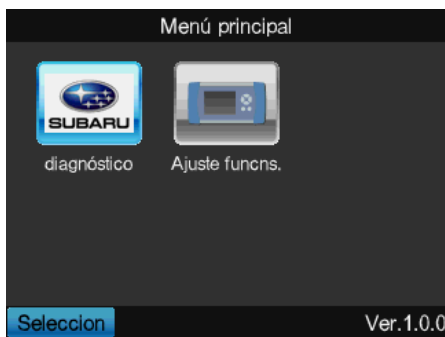 Menú principal
SUBARU
diagnóstico
Ajuste funcns.
Seleccion
Ver.1.0.0